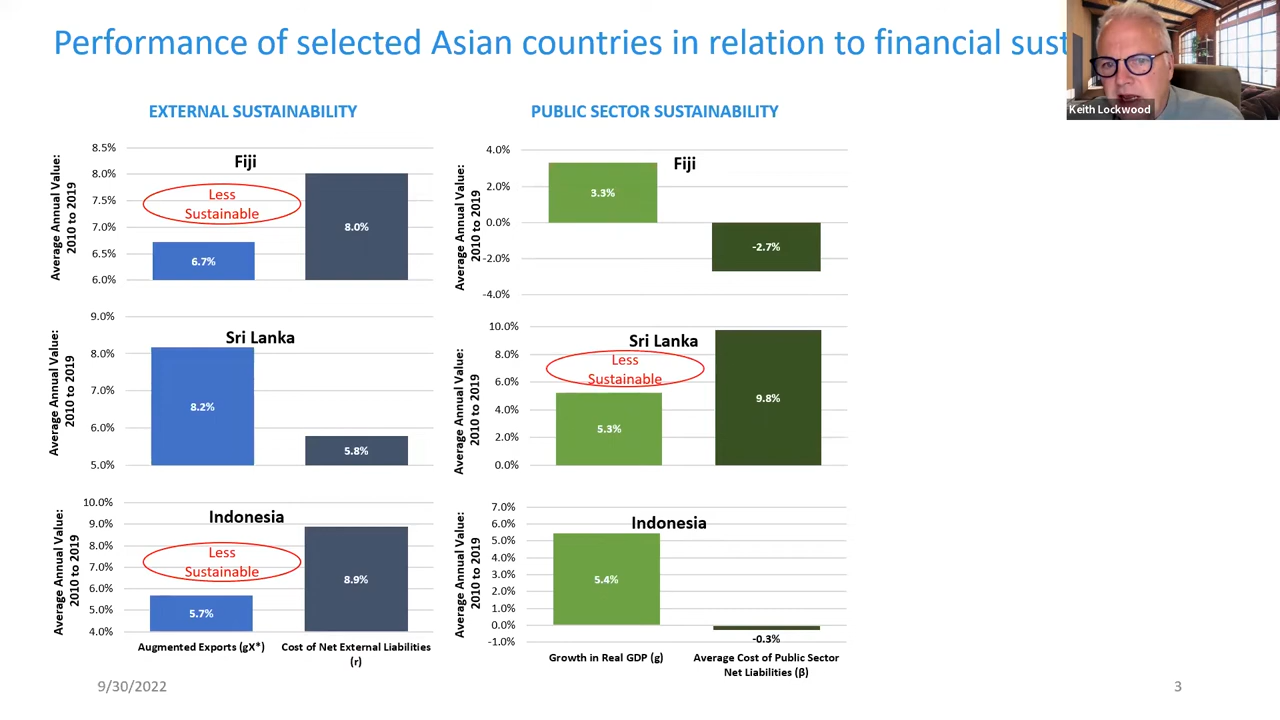 Performance of selected Asian countries in relation to financial sust
Keith Lockwood
EXTERNAL SUSTAINABILITY
PUBLIC SECTOR SUSTAINABILITY
Average Annual Value:
2010 to 2019
8.5%
8.0%
7.5%
7.0%
6.5%
6.0%
Fiji
Less
Sustainable
6.7%
8.0%
Average Annual Value:
2010 to 2019
4.0%
2.0%
0.0%
-2.0%
-4.0%
Fiji
3.3%
-2.7%
Average Annual Value:
2010 to 2019
9.0%
8.0%
7.0%
6.0%
5.0%
Sri Lanka
8.2%
5.8%
Average Annual Value:
2010 to 2019
10.0%
8.0%
6.0%
4.0%
2.0%
0.0%
Sri Lanka
Less
Sustainable
5.3%
9.8%
Average Annual Value:
2010 to 2019
10.0%
9.0%
8.0%
7.0%
6.0%
5.0%
4.0%
Indonesia
Less
Sustainable
5.7%
8.9%
Augmented Exports (gX*)
Cost of Net External Liabilities
(r)
Average Annual Value:
2010 to 2019
7.0%
6.0%
5.0%
4.0%
3.0%
2.0%
1.0%
0.0%
-1.0%
Indonesia
5.4%
-0.3%
Growth in Real GDP (g)
Average Cost of Public Sector
Net Liabilities (β)
9/30/2022
3